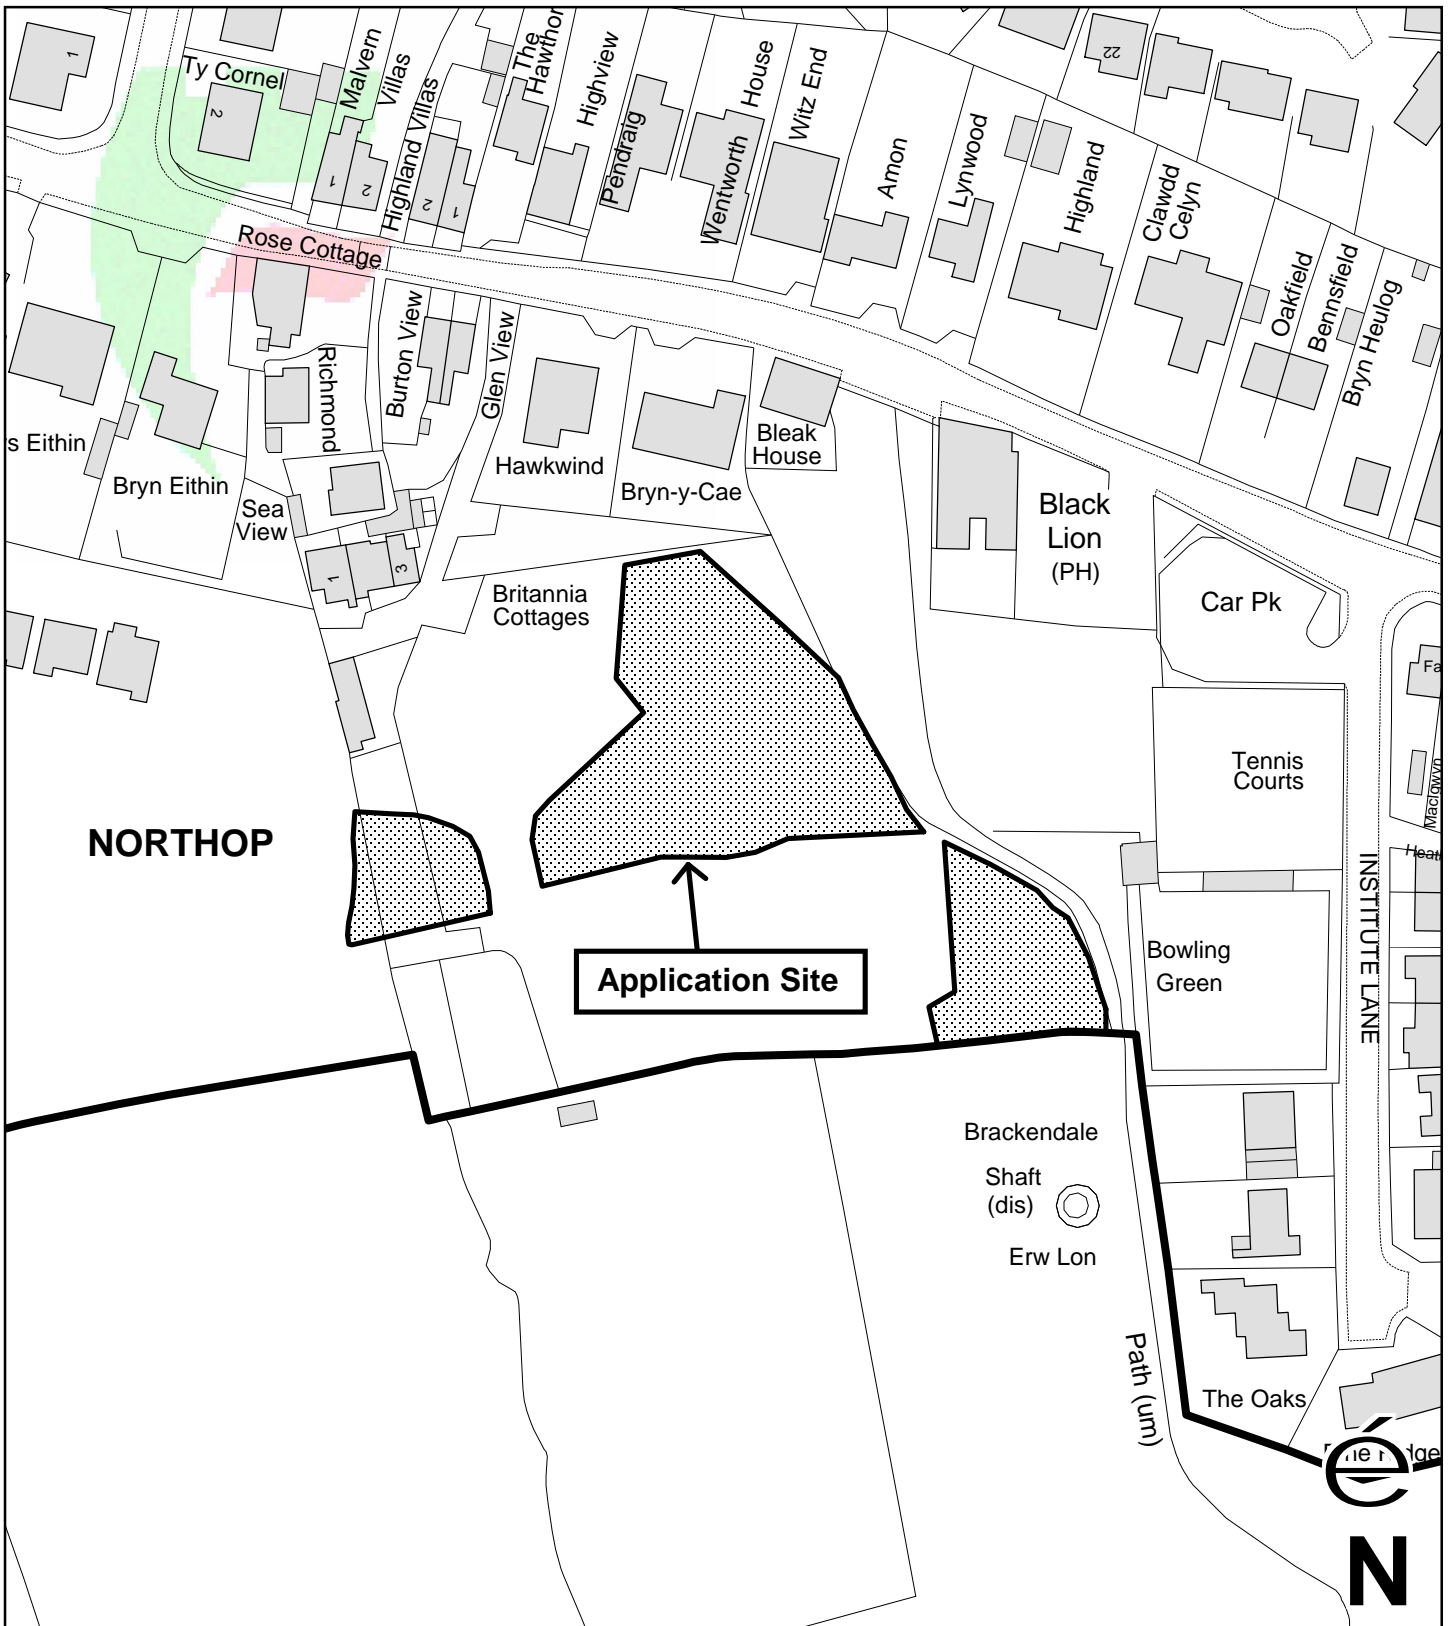 1
Ty Cornel
2
Malvern
Villas
1
2
Highland Villas
2
1
The
Hawthor
Highview
Pendraig
Wentworth
House
Witz End
Amon
Lynwood
22
Highland
Clawdd
Celyn
Oakfield
Bennsfield
Bryn Heulog
Rose Cottage
Richmond
Burton View
Glen View
s Eithin
Bryn Eithin
Sea
View
Hawkwind
Bryn-y-Cae
Bleak
House
Black
Lion
(PH)
1
3
Britannia
Cottages
Car Pk
Fa
Tennis
Courts
Maclgwyn
Heat
NORTHOP
INSTITUTE LANE
Application Site
Bowling
Green
Brackendale
Shaft
(dis)
Erw Lon
Path (um)
The Oaks
é
N